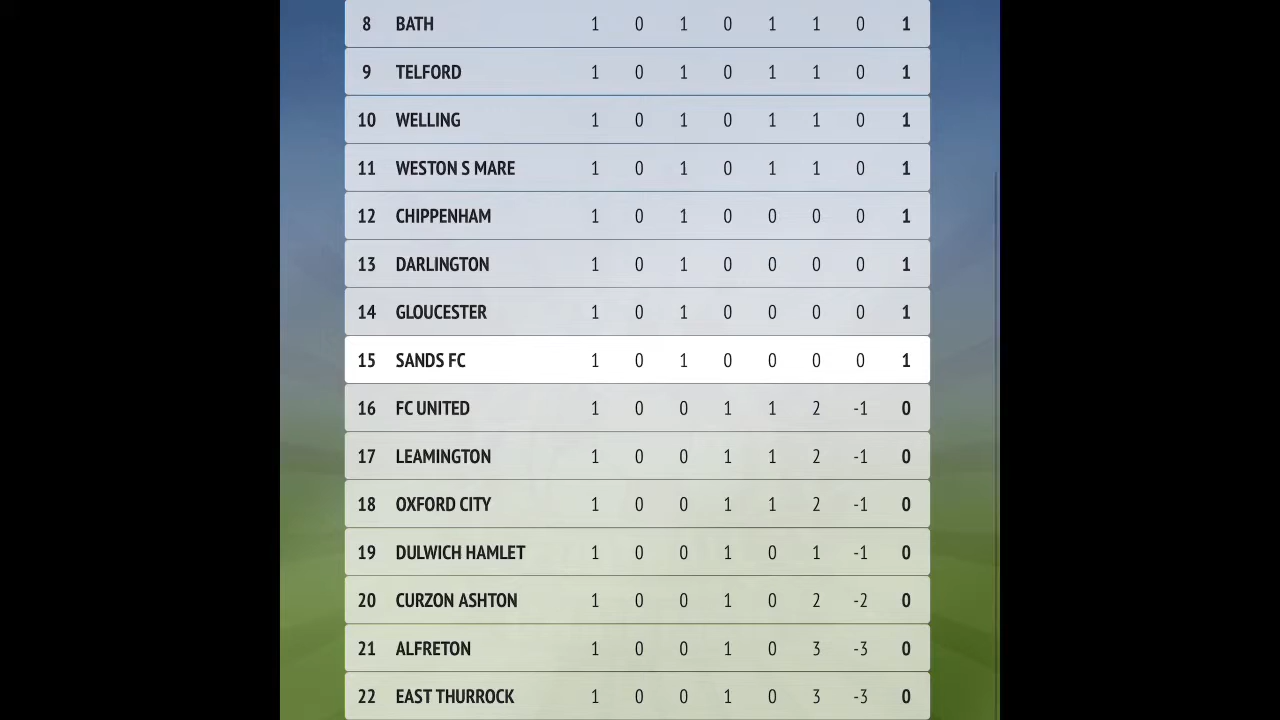 8 BATH 1 0 1 0 1 1 0 1
9 TELFORD 1 0 1 0 1 1 0 1
10 WELLING 1 0 1 0 1 1 0 1
11 WESTON S MARE 1 0 1 0 1 1 0 1
12 CHIPPENHAM 1 0 1 0 0 0 0 1
13 DARLINGTON 1 0 1 0 0 0 0 1
14 GLOUCESTER 1 0 1 0 0 0 0 1
15 SANDS FC 1 0 1 0 0 0 0 1
16 FC UNITED 1 0 0 1 1 2 -1 0
17 LEAMINGTON 1 0 0 1 1 2 -1 0
18 OXFORD CITY 1 0 0 1 1 2 -1 0
19 DULWICH HAMLET 1 0 0 1 0 1 -1 0
20 CURZON ASHTON 1 0 0 1 0 2 -2 0
21 ALFRETON 1 0 0 1 0 3 -3 0
22 EAST THURROCK 1 0 0 1 0 3 -3 0